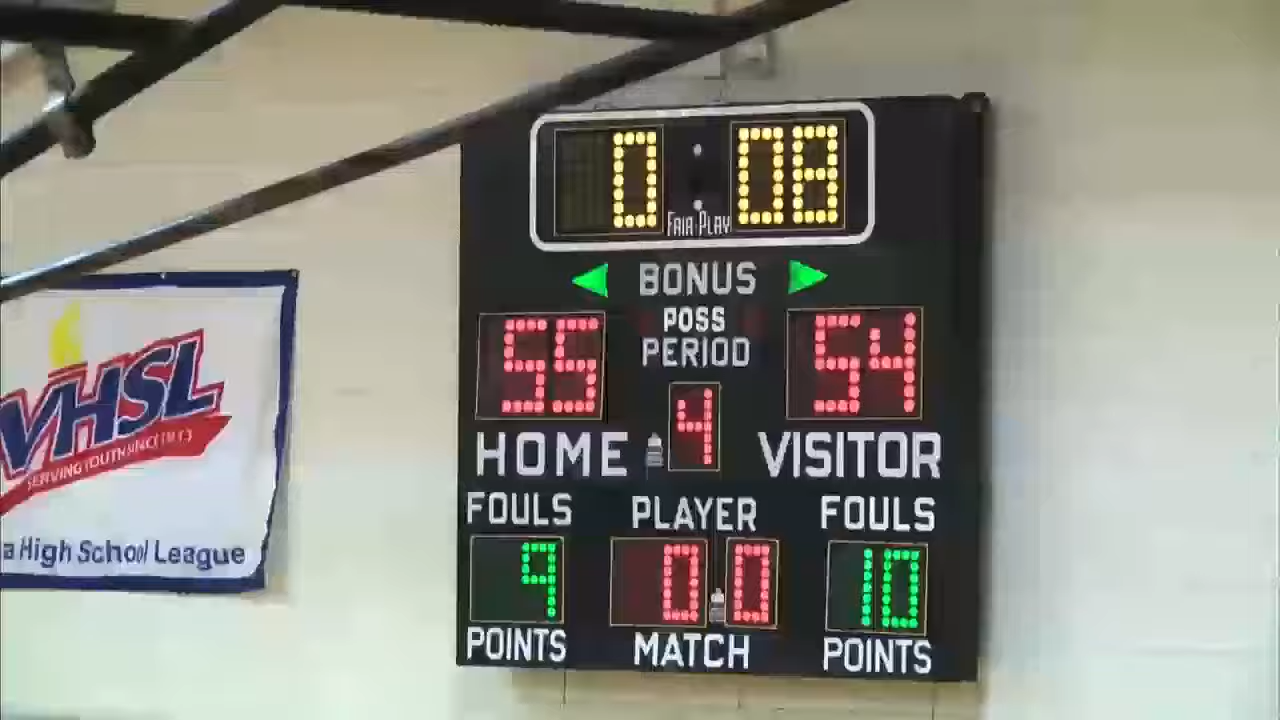 0 : 08
FAIR-PLAY
BONUS
POSS
55 PERIOD 54
4
HOME VISITOR
FOULS PLAYER FOULS
9 0 0 10
POINTS MATCH POINTS
VHSL
SERVING YOUTH SINCE 1913
a High School League